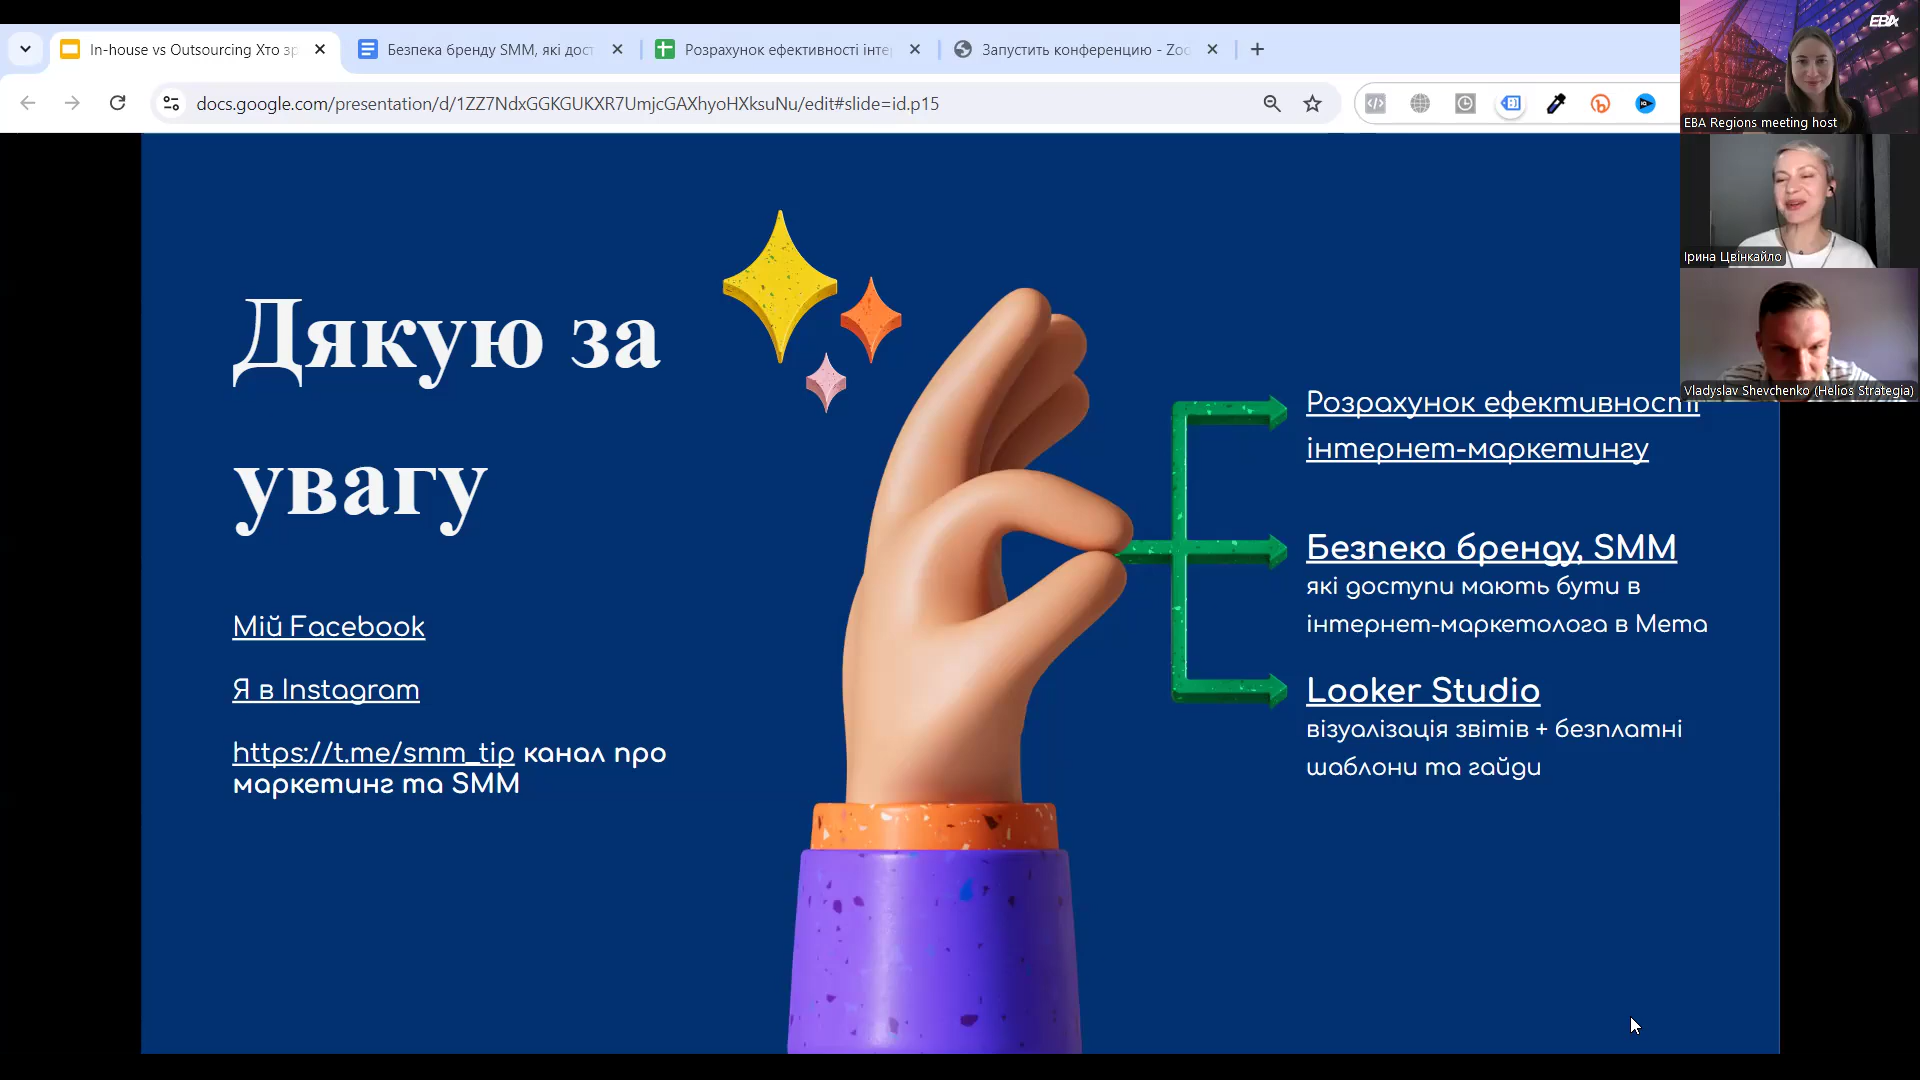 In-house vs Outsourcing Хто зр
Безпека бренду SMM, які дост
Розрахунок ефективності інте
Запустить конференцию - Zoo
docs.google.com/presentation/d/1ZZ7NdxGGKGUKXR7UmjcGAXhyoHXksuNu/edit#slide=id.p15
EBA
EBA Regions meeting host
Ірина Цвінкайло
Vladyslav Shevchenko (Helios Strategia)
Дякую за
увагу
Мій Facebook
Я в Instagram
https://t.me/smm_tip канал про
маркетинг та SMM
Розрахунок ефективності
інтернет-маркетингу
Безпека бренду, SMM
які доступи мають бути в
інтернет-маркетолога в Мета
Looker Studio
візуалізація звітів + безплатні
шаблони та гайди